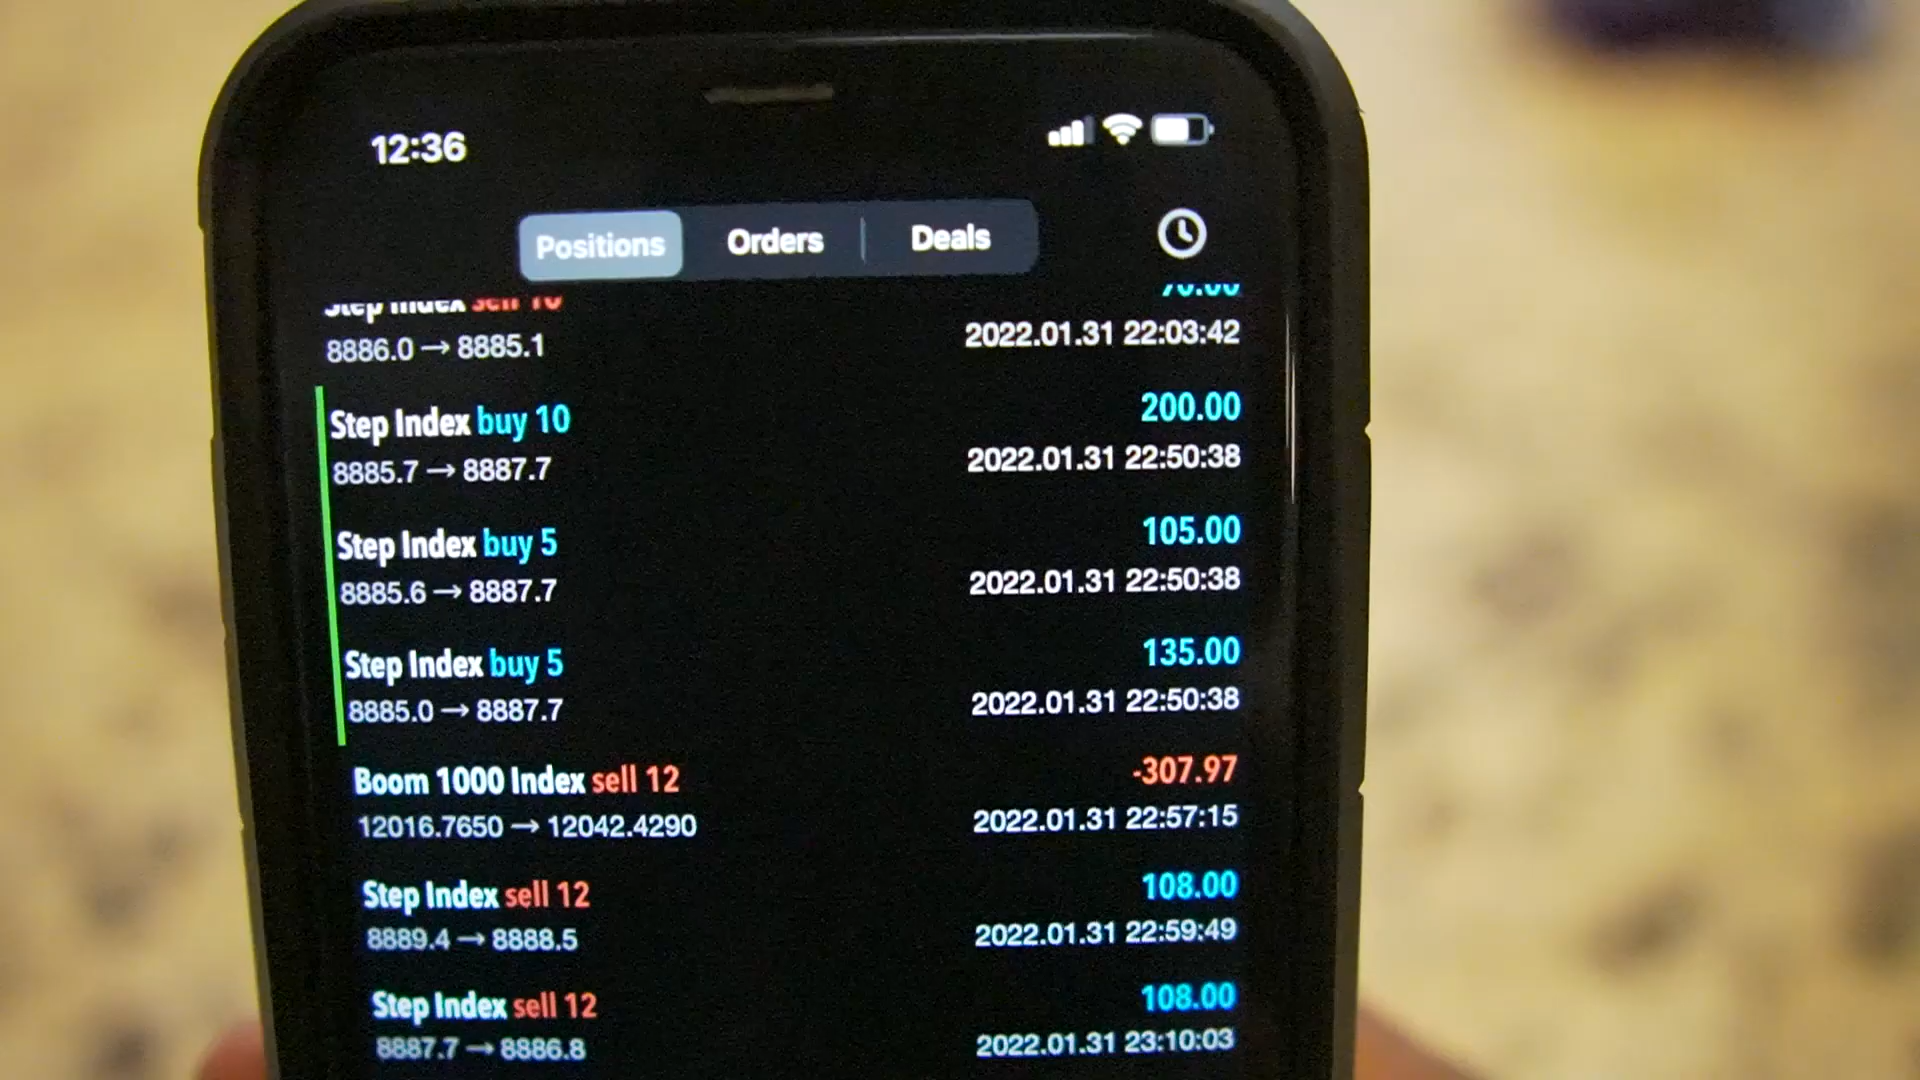 12:36
Positions Orders Deals
Step Index sell 10
8886.0 → 8885.1 2022.01.31 22:03:42
Step Index buy 10 200.00
8885.7 → 8887.7 2022.01.31 22:50:38
Step Index buy 5 105.00
8885.6 → 8887.7 2022.01.31 22:50:38
Step Index buy 5 135.00
8885.0 → 8887.7 2022.01.31 22:50:38
Boom 1000 Index sell 12 -307.97
12016.7650 → 12042.4290 2022.01.31 22:57:15
Step Index sell 12 108.00
8889.4 → 8888.5 2022.01.31 22:59:49
Step Index sell 12 108.00
8887.7 → 8886.8 2022.01.31 23:10:03